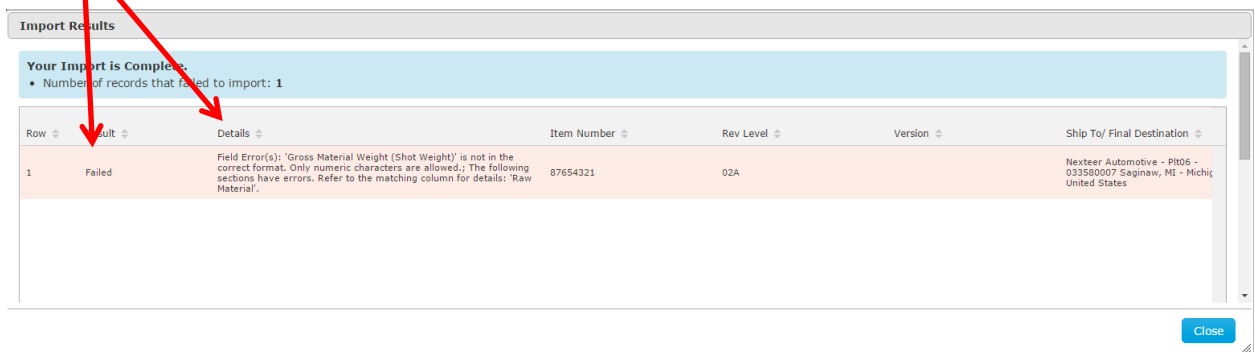 Import Results
Your Import is Complete.
• Number of records that failed to import: 1
Row Result Details Item Number Rev Level Version Ship To/ Final Destination
Field Error(s): 'Gross Material Weight (Shot Weight)' is not in the
correct format. Only numeric characters are allowed.; The following
sections have errors. Refer to the matching column for details: 'Raw
Material'.
1 Failed 87654321 02A
Nexteer Automotive - Plt06 -
033580007 Saginaw, MI - Michig
United States
Close